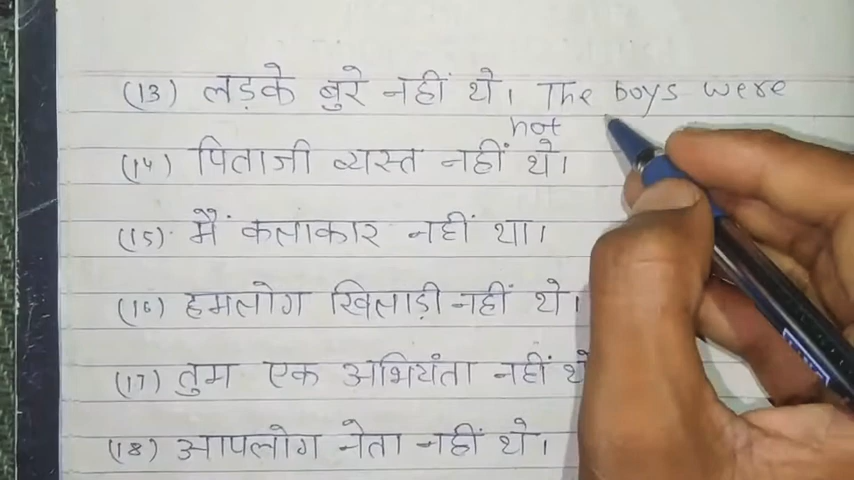 (13) लड़के बुरे नहीं थे। The boys were
not
(14) पिताजी व्यस्त नहीं थे।
(15) मैं कलाकार नहीं था।
(16) हमलोग खिलाड़ी नहीं थे।
(17) तुम एक अभियंता नहीं थे
(18) आपलोग नेता नहीं थे।